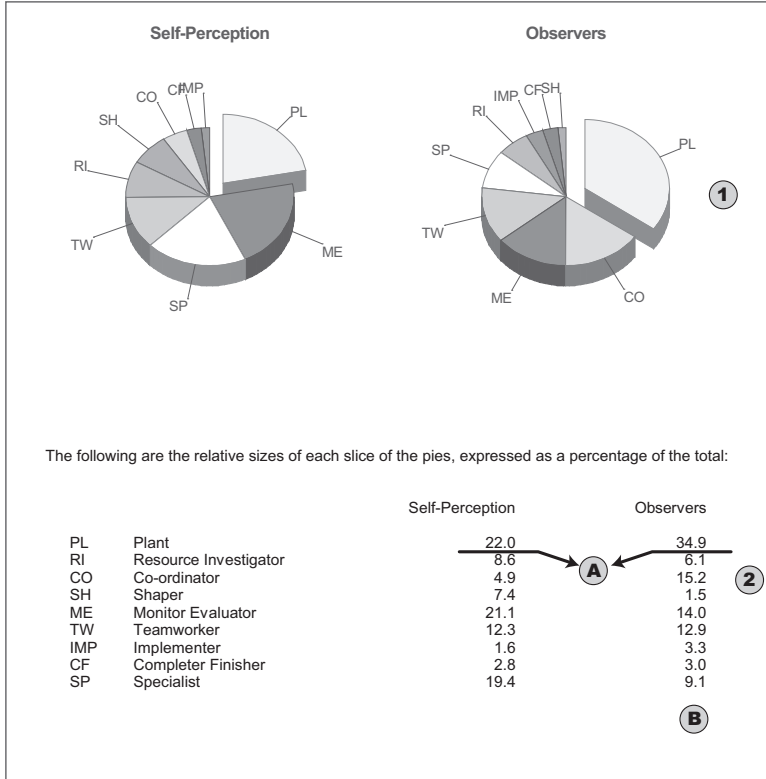 Self-Perception
Observers
PL
ME
SP
TW
RI
SH
CO
CF
IMP
PL
CO
ME
TW
SP
RI
IMP
CF
SH
1
The following are the relative sizes of each slice of the pies, expressed as a percentage of the total:
Self-Perception Observers
PL Plant 22.0 34.9
RI Resource Investigator 8.6 6.1
A
CO Co-ordinator 4.9 15.2
2
SH Shaper 7.4 1.5
ME Monitor Evaluator 21.1 14.0
TW Teamworker 12.3 12.9
IMP Implementer 1.6 3.3
CF Completer Finisher 2.8 3.0
SP Specialist 19.4 9.1
B